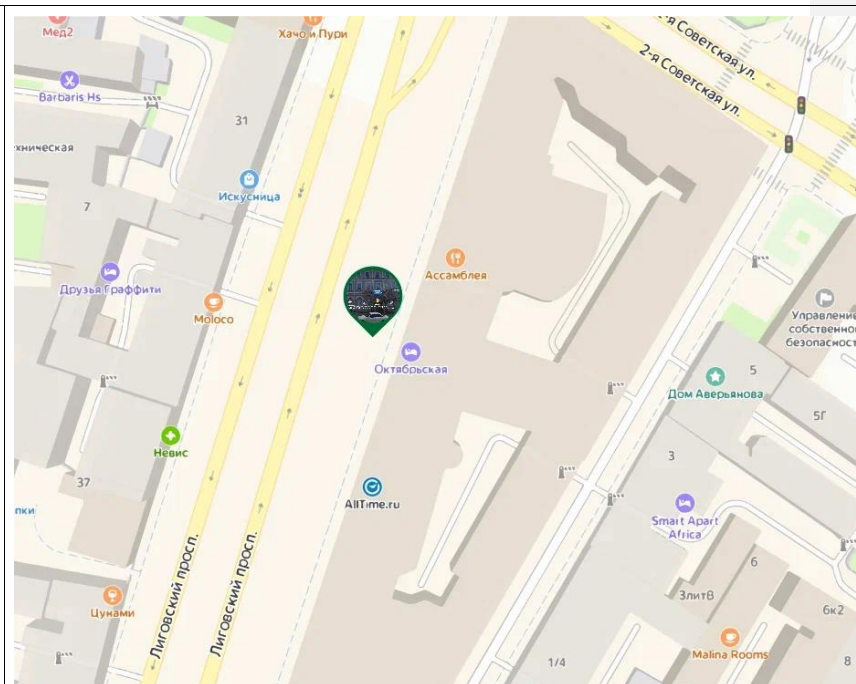 Мед2
Хачо и Пури
1-я Советская ул.
2-я Советская ул.
Barbaris Hs
31
хническая
Искусница
7
Ассамблея
Друзья Граффити
Moloco
Управление
собственной
безопасност
Октябрьская
5
Дом Аверьянова
5Г
Невис
3
37
AllTime.ru
пки
Smart Apart
Africa
Лиговский просп.
Лиговский просп.
6
3литВ
Цунами
6к2
Malina Rooms
1/4
8